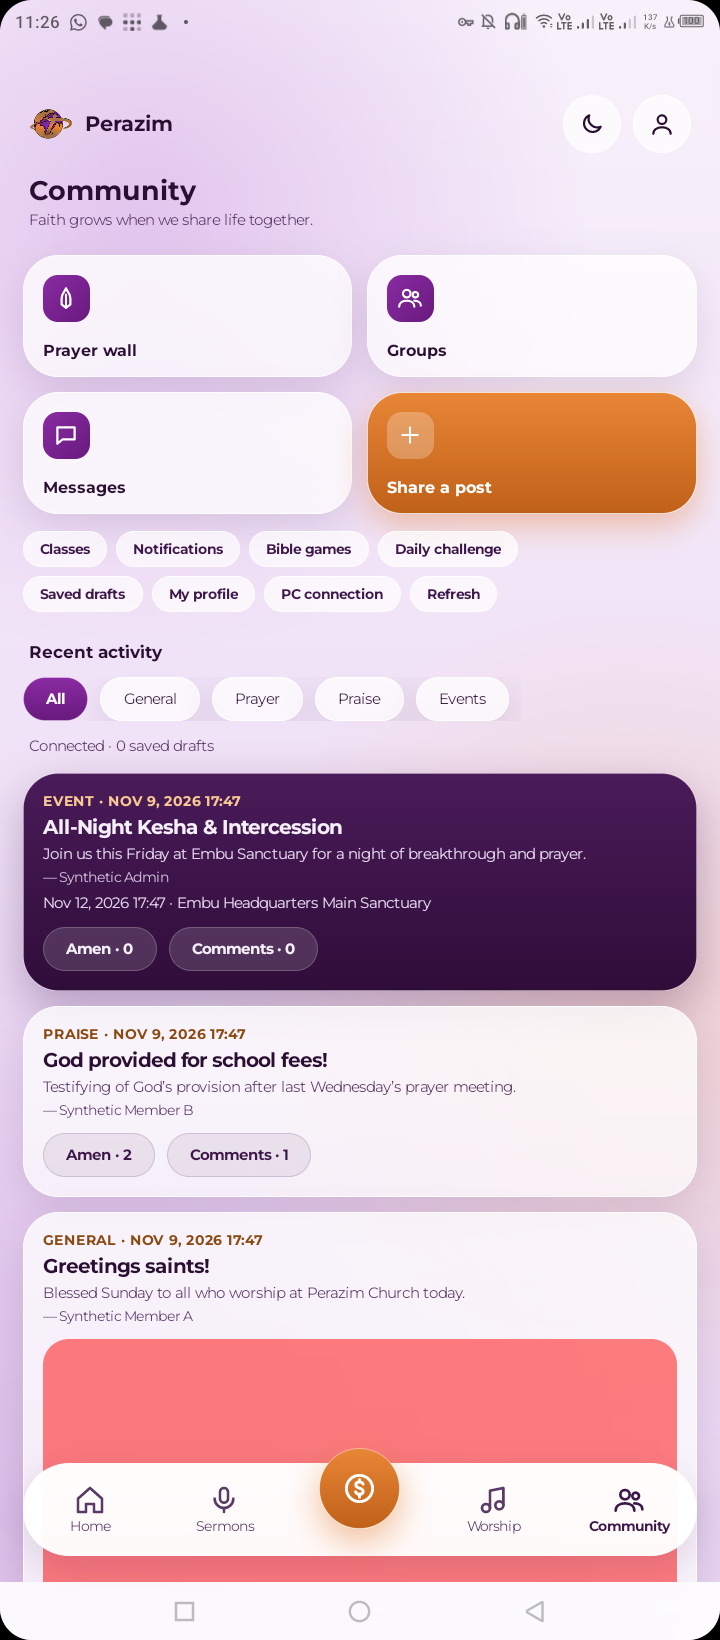 11:26
Vo LTE Vo LTE 137 K/s 100
Perazim
Community
Faith grows when we share life together.
Prayer wall
Groups
Messages
Share a post
Classes Notifications Bible games Daily challenge
Saved drafts My profile PC connection Refresh
Recent activity
All General Prayer Praise Events
Connected · 0 saved drafts
EVENT · NOV 9, 2026 17:47
All-Night Kesha & Intercession
Join us this Friday at Embu Sanctuary for a night of breakthrough and prayer.
— Synthetic Admin
Nov 12, 2026 17:47 · Embu Headquarters Main Sanctuary
Amen · 0 Comments · 0
PRAISE · NOV 9, 2026 17:47
God provided for school fees!
Testifying of God’s provision after last Wednesday’s prayer meeting.
— Synthetic Member B
Amen · 2 Comments · 1
GENERAL · NOV 9, 2026 17:47
Greetings saints!
Blessed Sunday to all who worship at Perazim Church today.
— Synthetic Member A
Home Sermons $ Worship Community